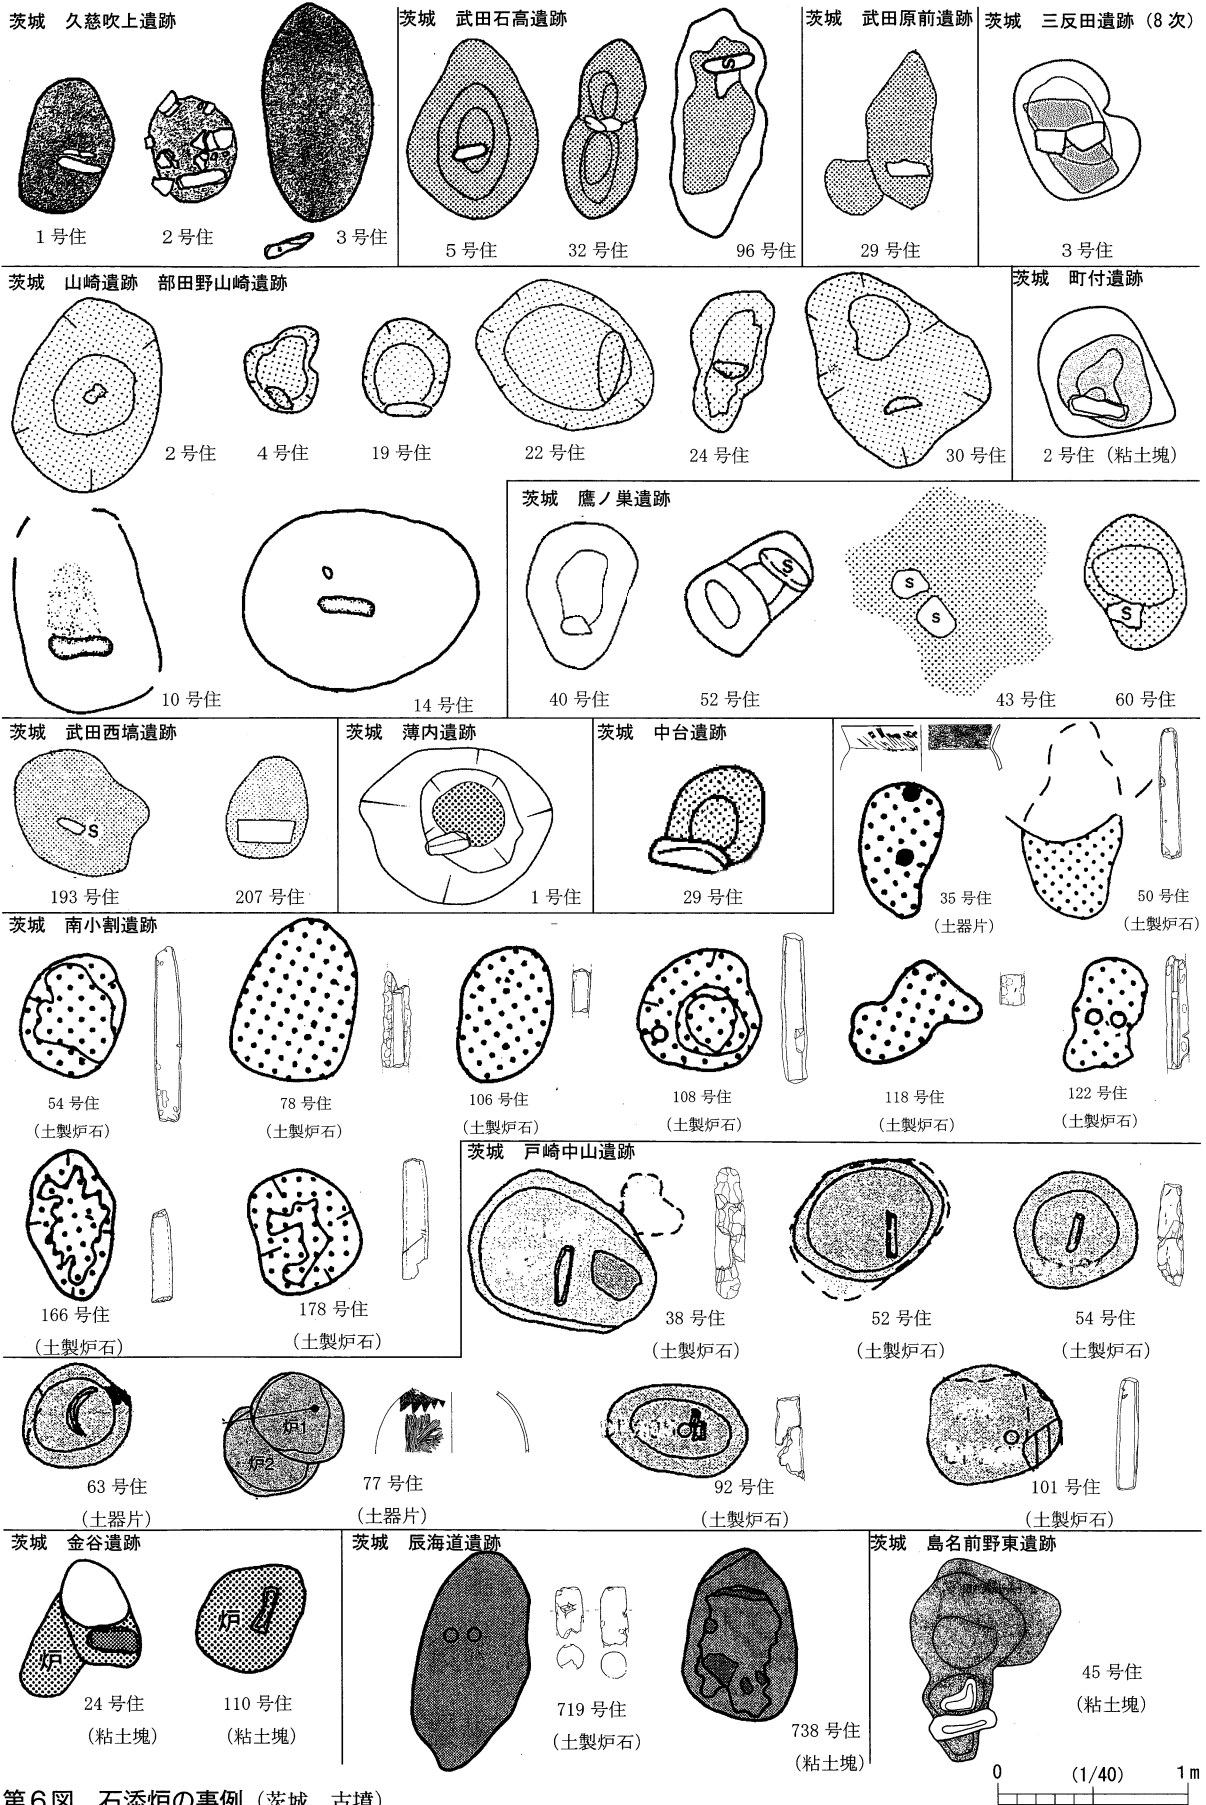 茨城　久慈吹上遺跡
1号住
2号住
3号住
茨城　武田石高遺跡
S
5号住
32号住
96号住
茨城　武田原前遺跡
29号住
茨城　三反田遺跡（8次）
3号住
茨城　山崎遺跡　部田野山崎遺跡
2号住
4号住
19号住
22号住
24号住
30号住
茨城　町付遺跡
2号住（粘土塊）
10号住
14号住
茨城　鷹ノ巣遺跡
S
S
S
S
40号住
52号住
43号住
60号住
茨城　武田西塙遺跡
S
193号住
207号住
茨城　薄内遺跡
1号住
茨城　中台遺跡
29号住
35号住
（土器片）
50号住
（土製炉石）
茨城　南小割遺跡
54号住
（土製炉石）
78号住
（土製炉石）
106号住
（土製炉石）
108号住
（土製炉石）
118号住
（土製炉石）
122号住
（土製炉石）
166号住
（土製炉石）
178号住
（土製炉石）
茨城　戸崎中山遺跡
38号住
（土製炉石）
52号住
（土製炉石）
54号住
（土製炉石）
63号住
（土器片）
炉1
炉2
77号住
（土器片）
92号住
（土製炉石）
101号住
（土製炉石）
茨城　金谷遺跡
炉
24号住
（粘土塊）
炉
110号住
（粘土塊）
茨城　辰海道遺跡
719号住
（土製炉石）
738号住
（粘土塊）
茨城　島名前野東遺跡
45号住
（粘土塊）
0　（1/40）　1m
第6図　石添炉の事例（茨城　古墳）